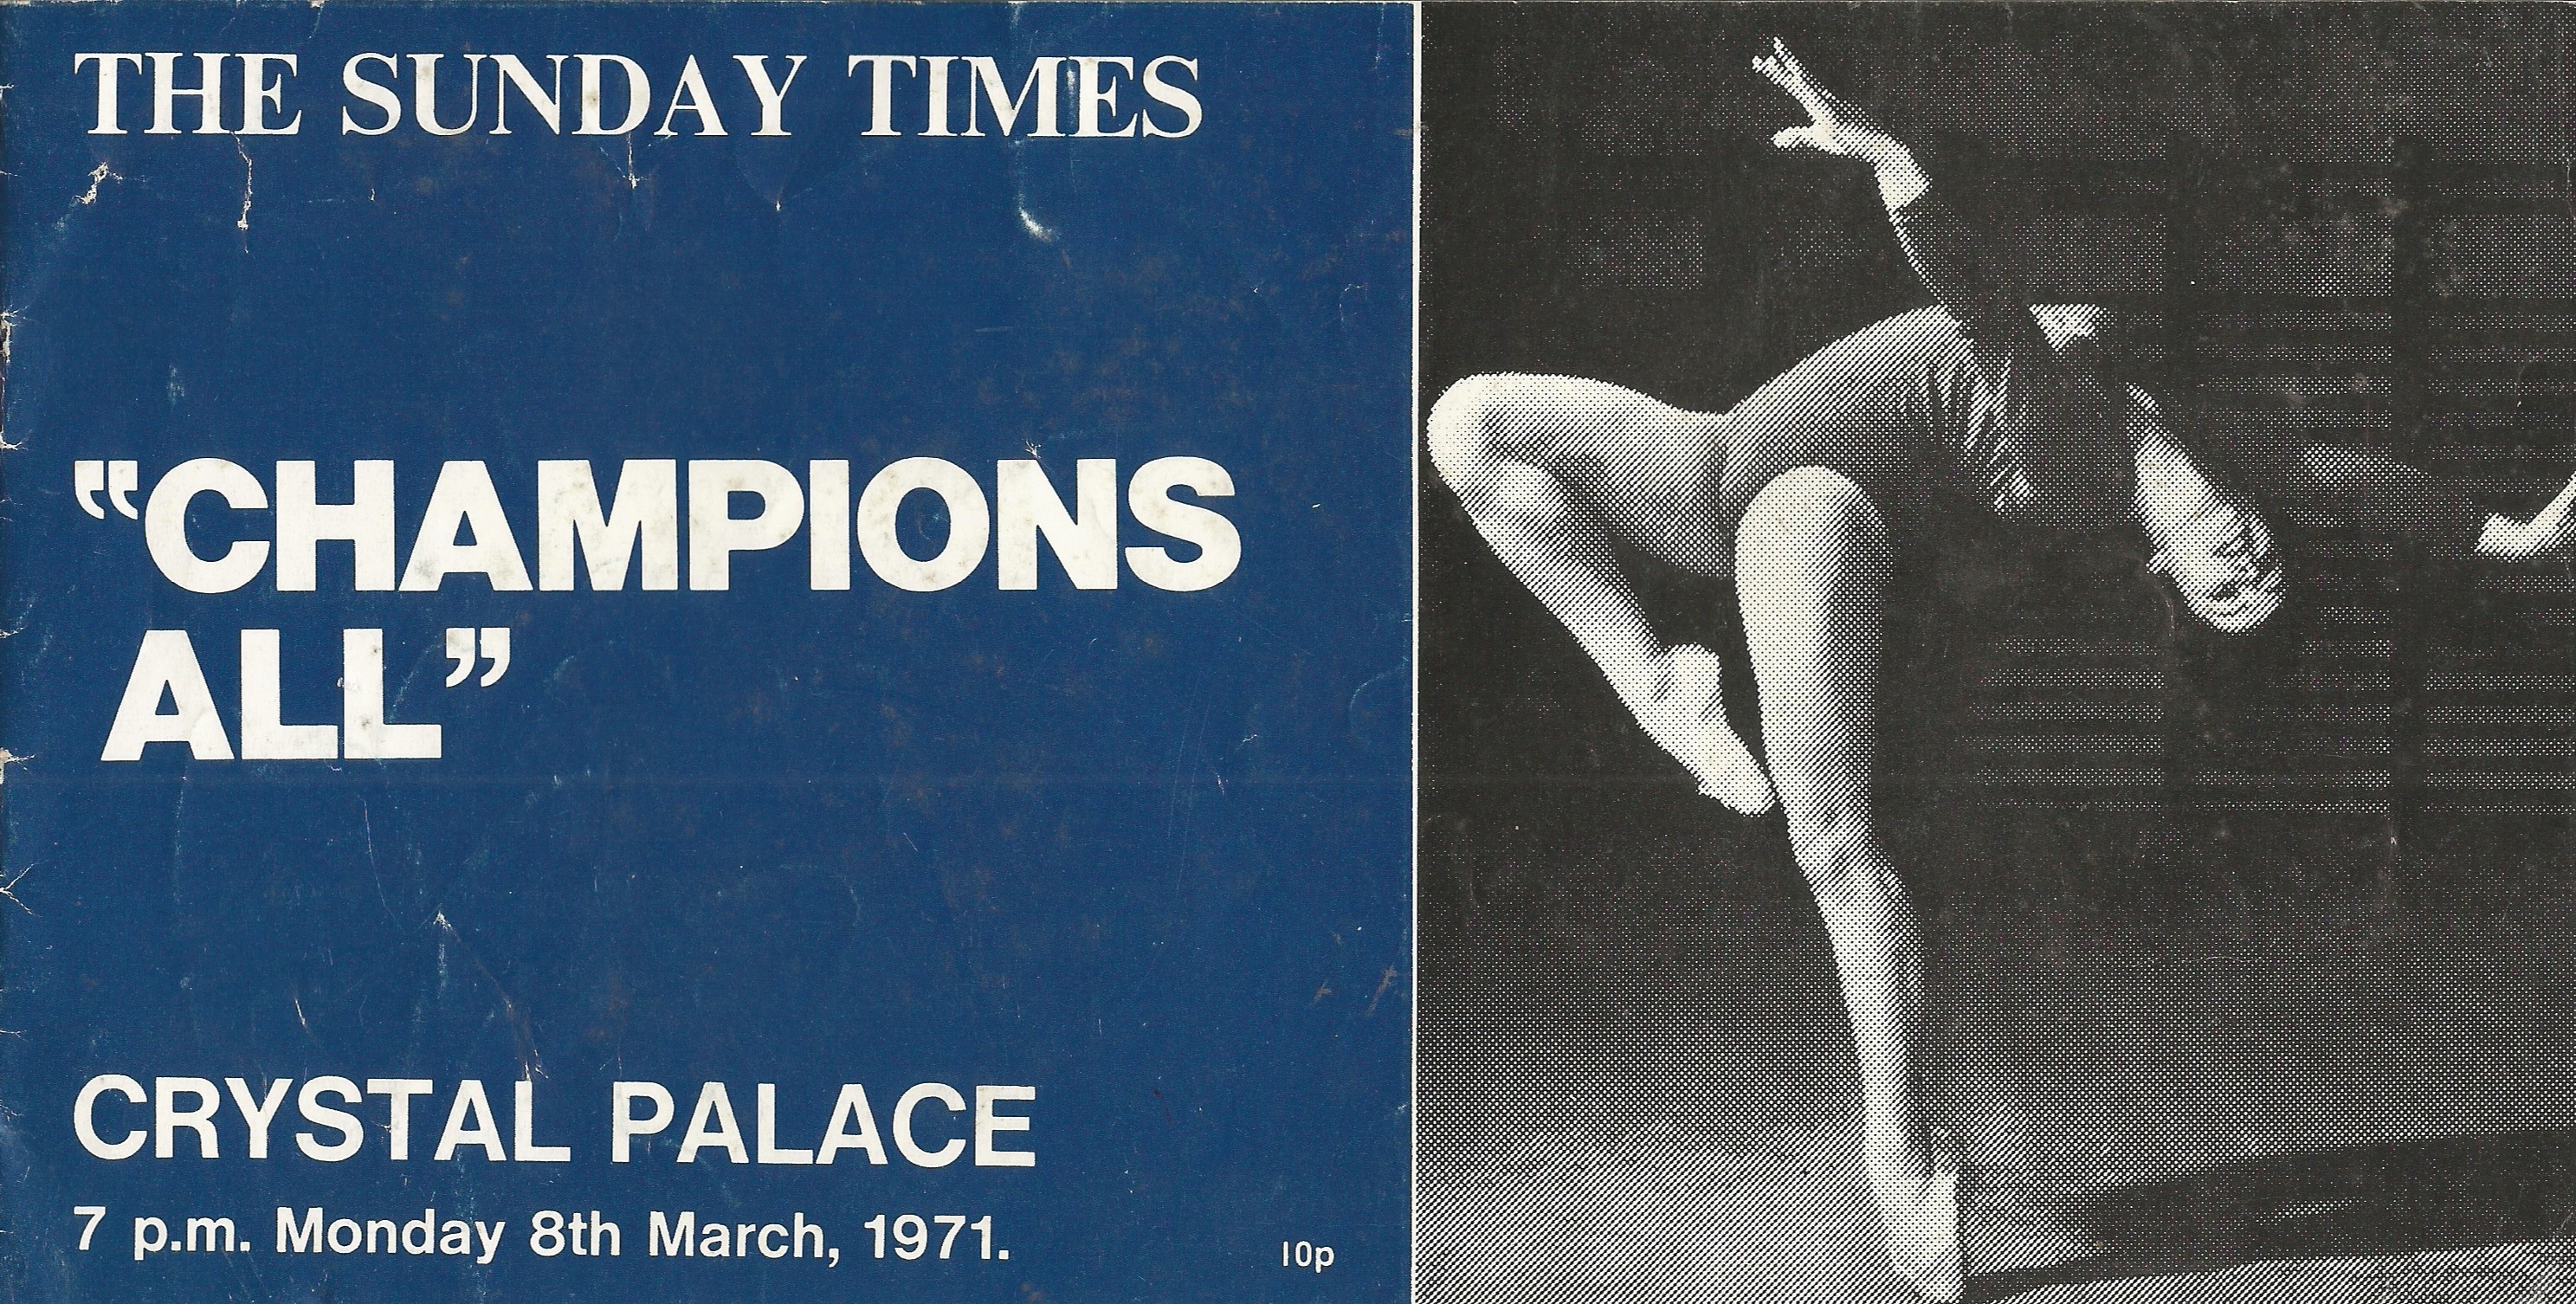 THE SUNDAY TIMES
“CHAMPIONS
ALL”
CRYSTAL PALACE
7 p.m. Monday 8th March, 1971.
10p